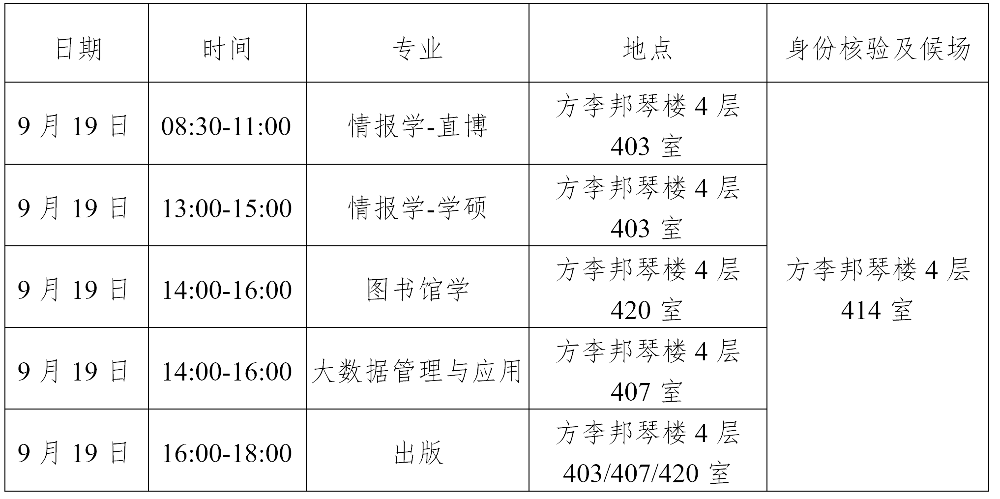 日期 时间 专业 地点 身份核验及候场
9 月 19 日 08:30-11:00 情报学-直博 方李邦琴楼 4 层
403 室
9 月 19 日 13:00-15:00 情报学-学硕 方李邦琴楼 4 层
403 室
9 月 19 日 14:00-16:00 图书馆学 方李邦琴楼 4 层
420 室
方李邦琴楼 4 层
414 室
9 月 19 日 14:00-16:00 大数据管理与应用 方李邦琴楼 4 层
407 室
9 月 19 日 16:00-18:00 出版 方李邦琴楼 4 层
403/407/420 室